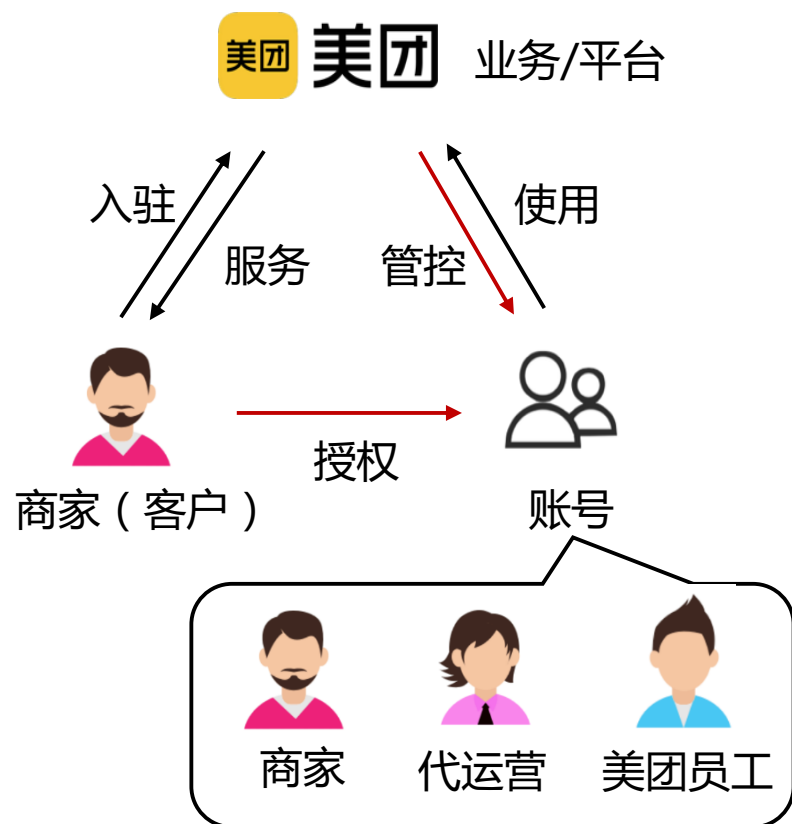 美团 美团 业务/平台
入驻
使用
服务
管控
授权
商家（客户）
账号
商家
代运营
美团员工